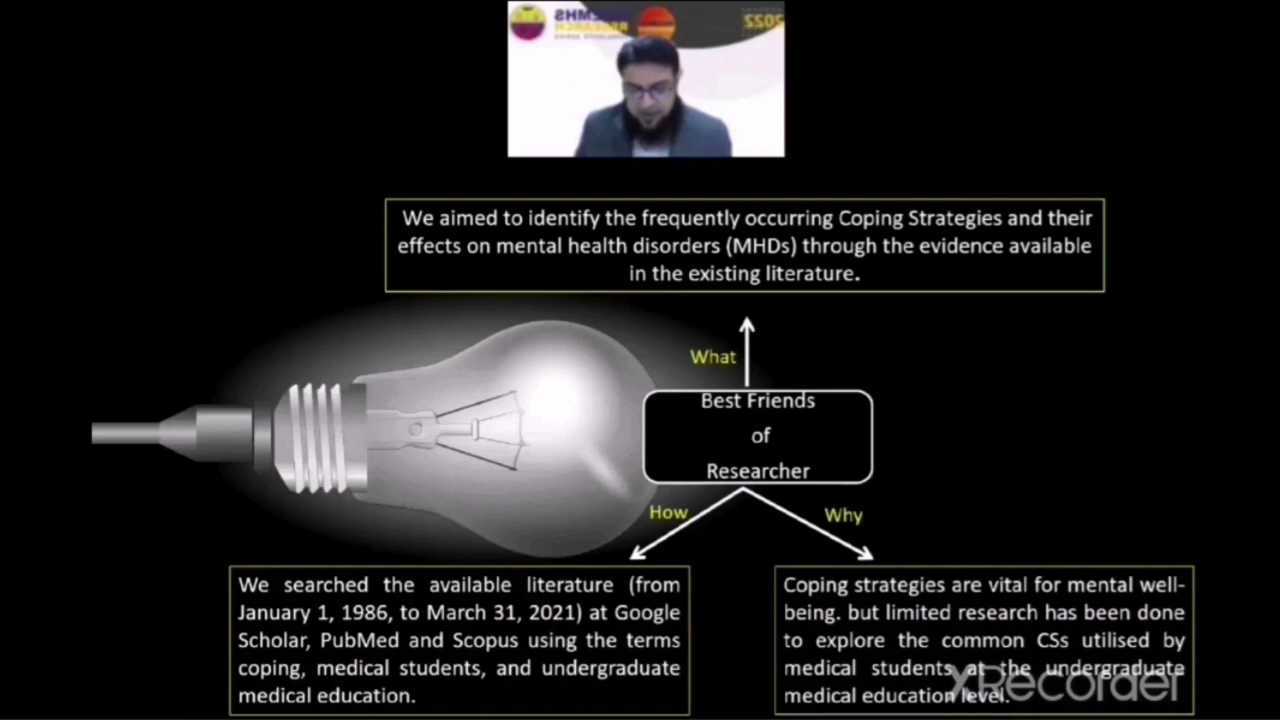 2022
RESEARCH
We aimed to identify the frequently occurring Coping Strategies and their
effects on mental health disorders (MHDs) through the evidence available
in the existing literature.
What
Best Friends
of
Researcher
How
Why
We searched the available literature (from
January 1, 1986, to March 31, 2021) at Google
Scholar, PubMed and Scopus using the terms
coping, medical students, and undergraduate
medical education.
Coping strategies are vital for mental well-
being. but limited research has been done
to explore the common CSs utilised by
medical students at the undergraduate
medical education level.
XRecorder